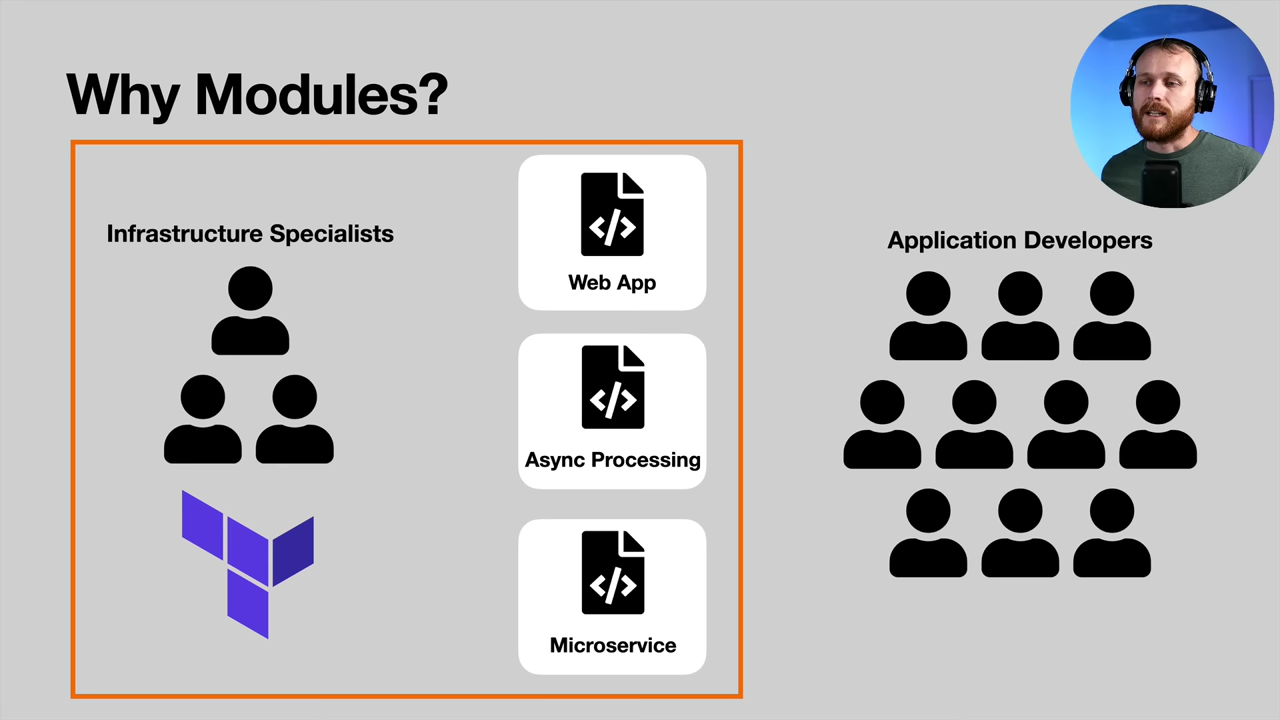 Why Modules?
Infrastructure Specialists
Web App
Async Processing
Microservice
Application Developers